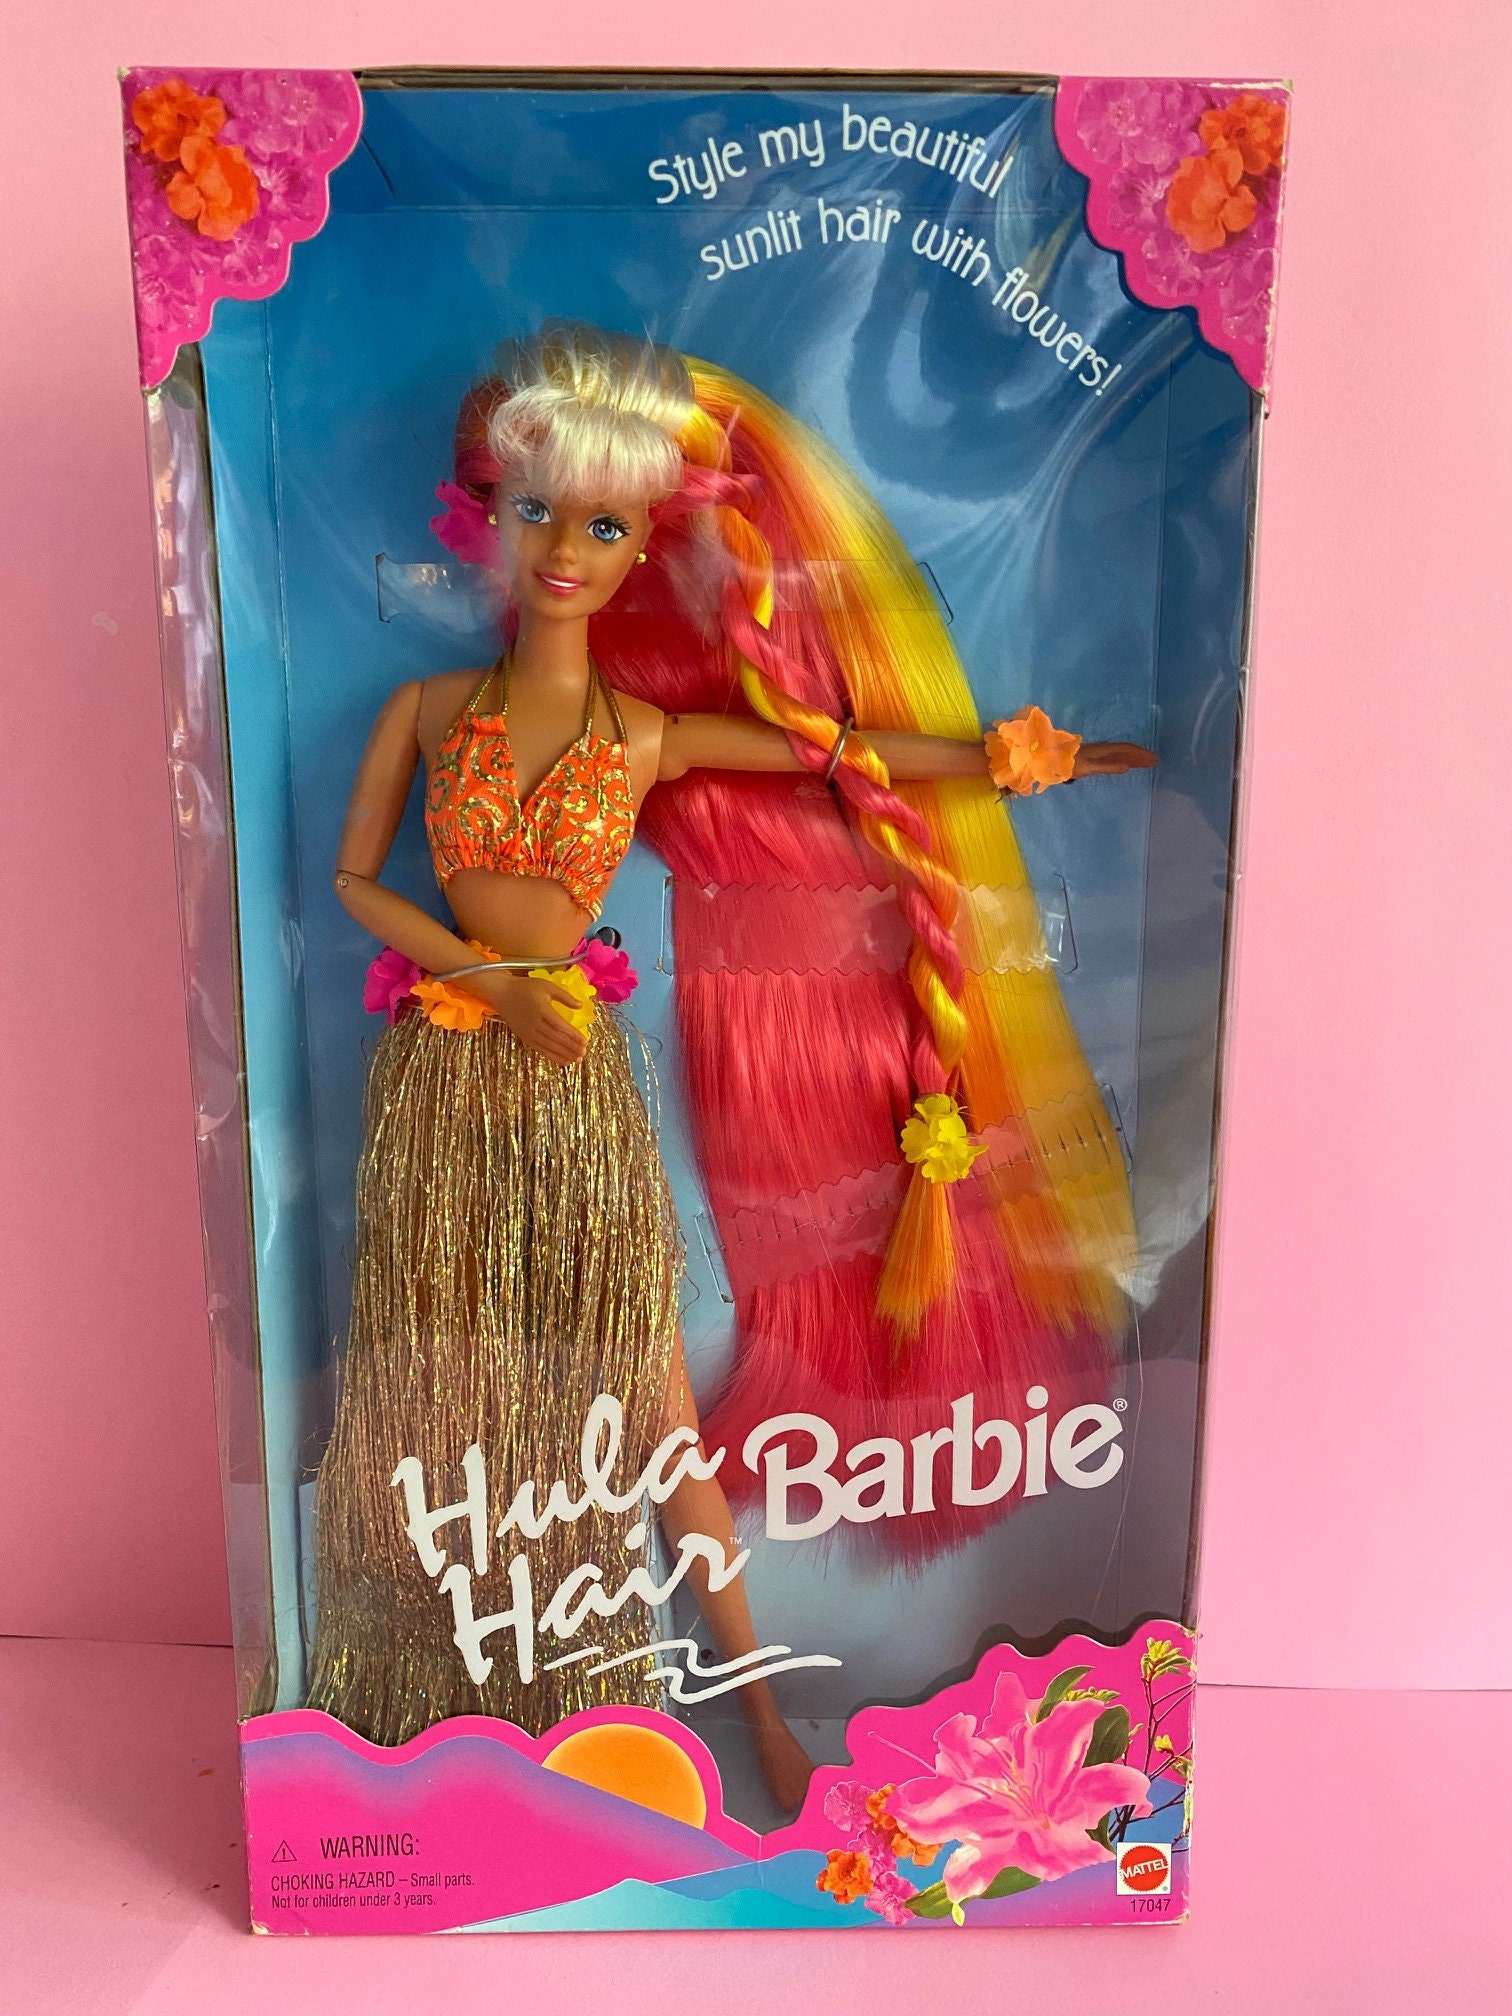 Style my beautiful
sunlit hair with flowers!
Hula
Hair™
Barbie®
⚠ WARNING:
CHOKING HAZARD – Small parts.
Not for children under 3 years.
MATTEL
17047